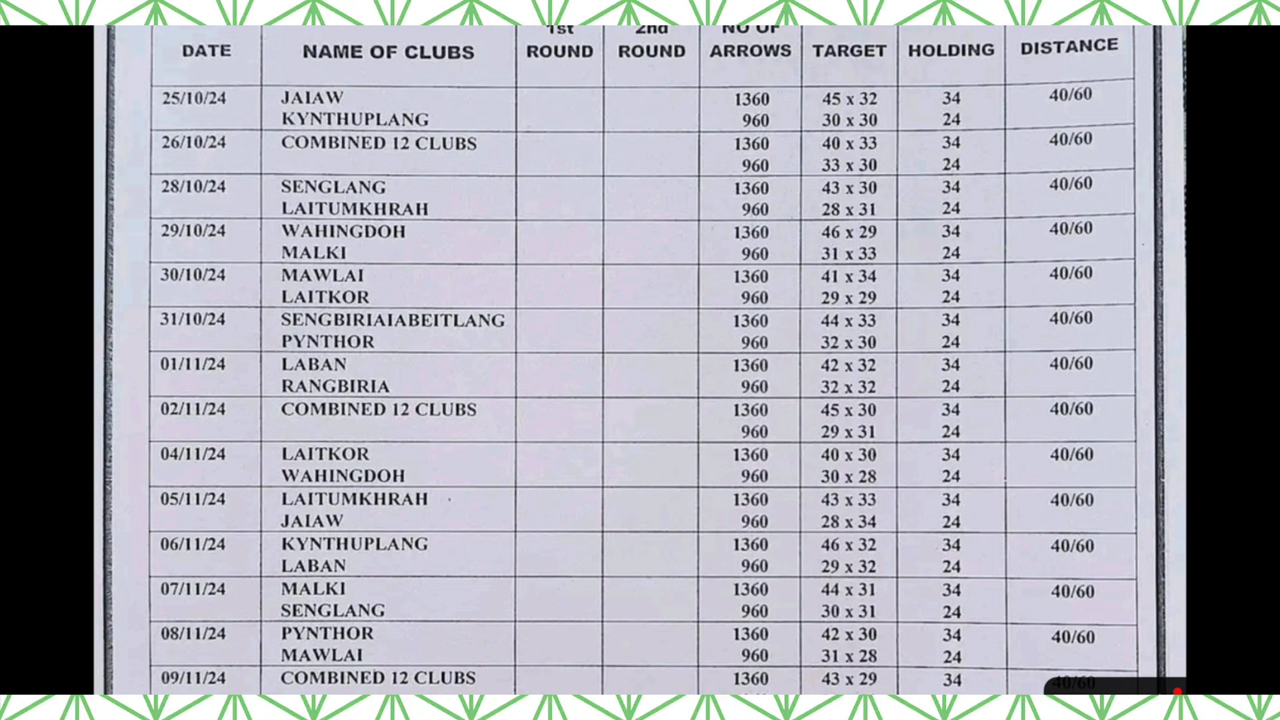 1st 2nd NO OF
DATE NAME OF CLUBS ROUND ROUND ARROWS TARGET HOLDING DISTANCE
25/10/24 JAIAW 1360 45 x 32 34 40/60
KYNTHUPLANG 960 30 x 30 24
26/10/24 COMBINED 12 CLUBS 1360 40 x 33 34 40/60
960 33 x 30 24
28/10/24 SENGLANG 1360 43 x 30 34 40/60
LAITUMKHRAH 960 28 x 31 24
29/10/24 WAHINGDOH 1360 46 x 29 34 40/60
MALKI 960 31 x 33 24
30/10/24 MAWLAI 1360 41 x 34 34 40/60
LAITKOR 960 29 x 29 24
31/10/24 SENGBIRIAIABEITLANG 1360 44 x 33 34 40/60
PYNTHOR 960 32 x 30 24
01/11/24 LABAN 1360 42 x 32 34 40/60
RANGBIRIA 960 32 x 32 24
02/11/24 COMBINED 12 CLUBS 1360 45 x 30 34 40/60
960 29 x 31 24
04/11/24 LAITKOR 1360 40 x 30 34 40/60
WAHINGDOH 960 30 x 28 24
05/11/24 LAITUMKHRAH 1360 43 x 33 34 40/60
JAIAW 960 28 x 34 24
06/11/24 KYNTHUPLANG 1360 46 x 32 34 40/60
LABAN 960 29 x 32 24
07/11/24 MALKI 1360 44 x 31 34 40/60
SENGLANG 960 30 x 31 24
08/11/24 PYNTHOR 1360 42 x 30 34 40/60
MAWLAI 960 31 x 28 24
09/11/24 COMBINED 12 CLUBS 1360 43 x 29 34 40/60